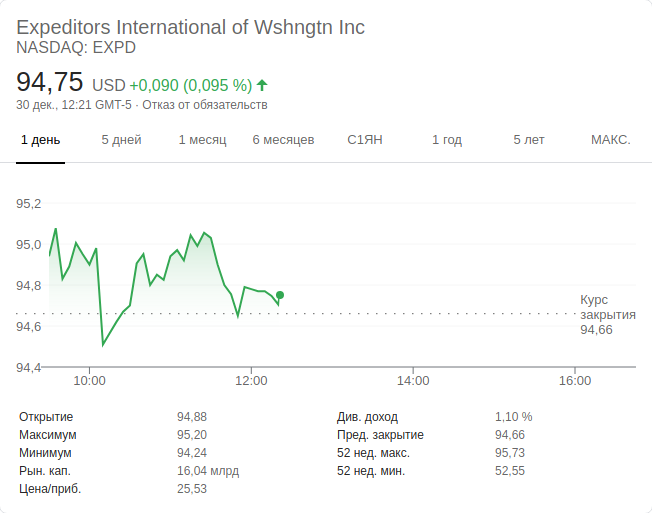 Expeditors International of Wshngtn Inc
NASDAQ: EXPD
94,75 USD +0,090 (0,095 %)
30 дек., 12:21 GMT-5 · Отказ от обязательств
1 день 5 дней 1 месяц 6 месяцев С1ЯН 1 год 5 лет МАКС.
95,2
95,0
94,8
94,6
94,4
Курс
закрытия
94,66
10:00 12:00 14:00 16:00
Открытие 94,88 Див. доход 1,10 %
Максимум 95,20 Пред. закрытие 94,66
Минимум 94,24 52 нед. макс. 95,73
Рын. кап. 16,04 млрд 52 нед. мин. 52,55
Цена/приб. 25,53